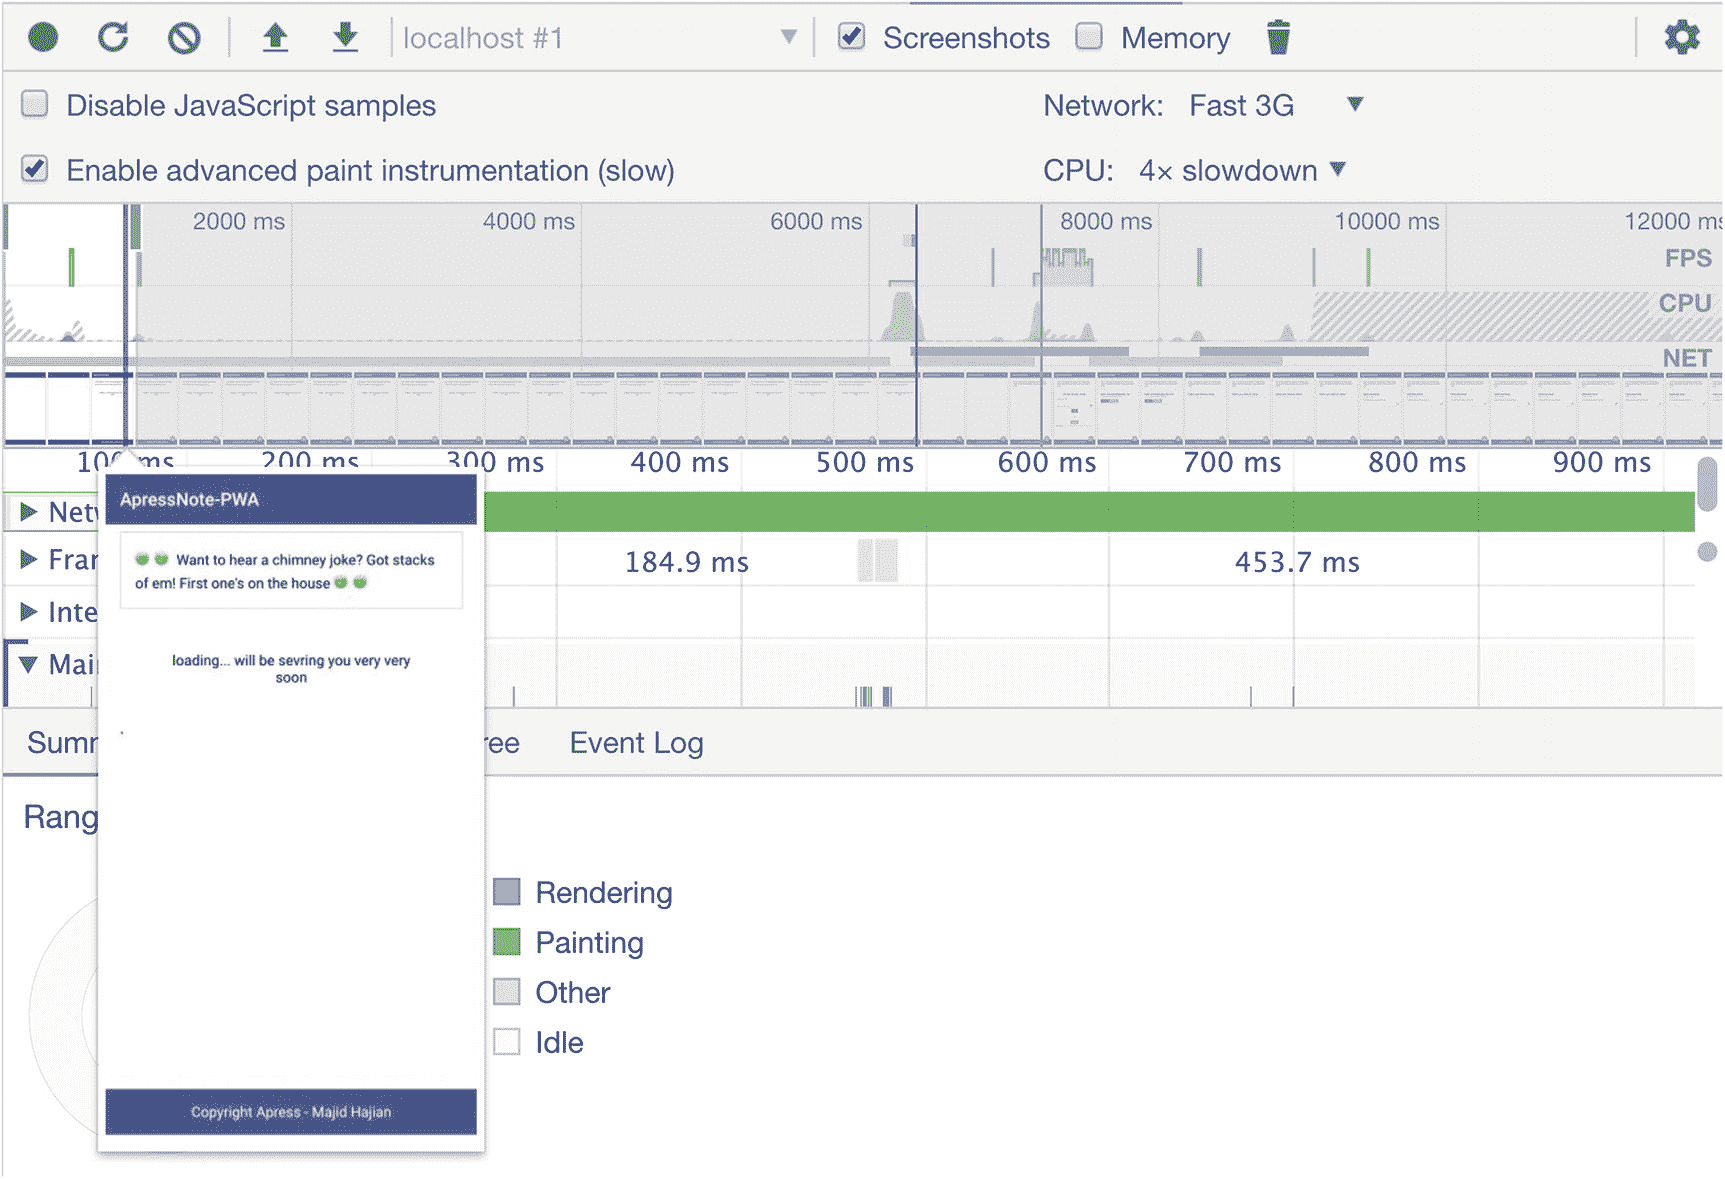 localhost #1 Screenshots Memory
Disable JavaScript samples Network: Fast 3G
Enable advanced paint instrumentation (slow) CPU: 4× slowdown
2000 ms 4000 ms 6000 ms 8000 ms 10000 ms 12000 ms
FPS
CPU
NET
100 ms 200 ms 300 ms 400 ms 500 ms 600 ms 700 ms 800 ms 900 ms
ApressNote-PWA
Netw
Want to hear a chimney joke? Got stacks
of em! First one's on the house
Fran 184.9 ms 453.7 ms
Inte
loading... will be sevring you very very
soon
Mai
Sumn ree Event Log
Rang
Rendering
Painting
Other
Idle
Copyright Apress - Majid Hajian